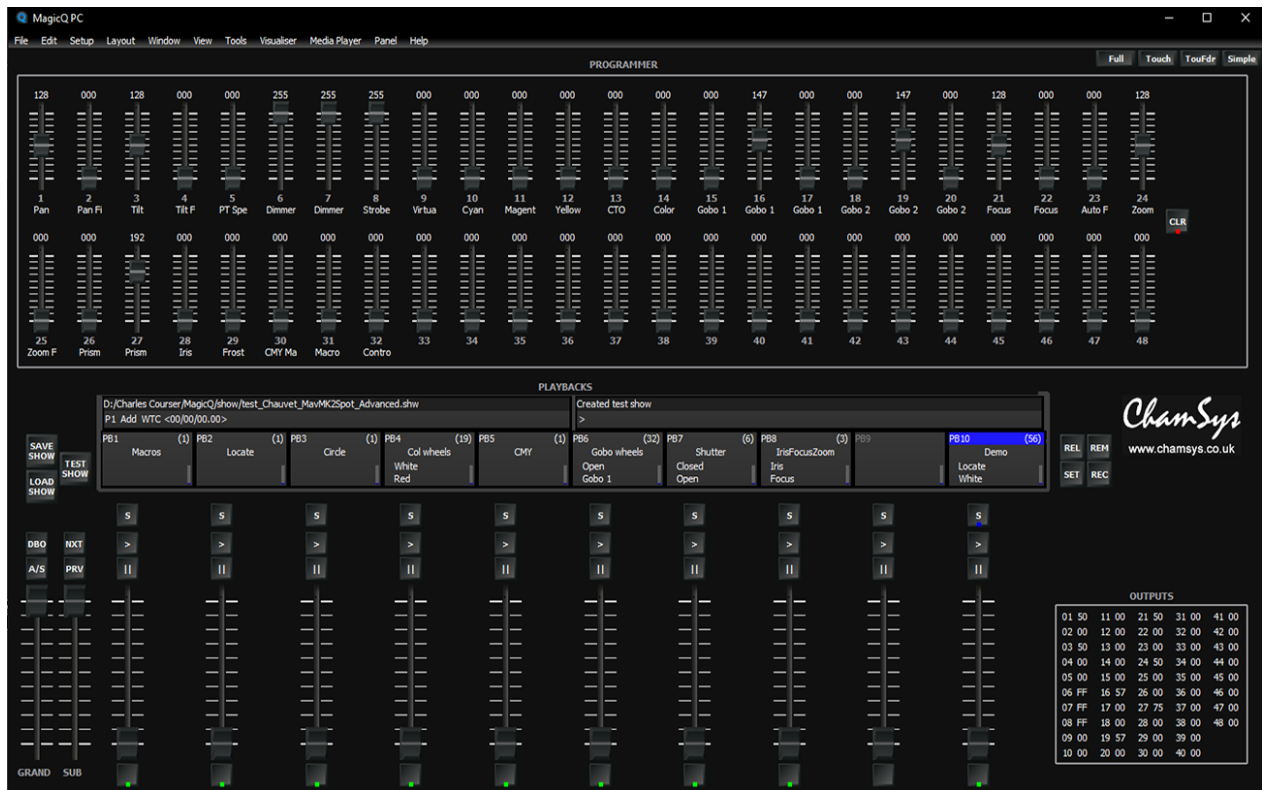 MagicQ PC
File Edit Setup Layout Window View Tools Visualiser Media Player Panel Help
Full Touch TouFdr Simple
PROGRAMMER
128 000 128 000 000 255 255 255 000 000 000 000 000 000 000 147 000 000 147 000 128 000 000 128
1 2 3 4 5 6 7 8 9 10 11 12 13 14 15 16 17 18 19 20 21 22 23 24
Pan Pan Fi Tilt Tilt F PT Spe Dimmer Dimmer Strobe Virtua Cyan Magent Yellow CTO Color Gobo 1 Gobo 1 Gobo 1 Gobo 2 Gobo 2 Gobo 2 Focus Focus Auto F Zoom
CLR
000 000 192 000 000 000 000 000 000 000 000 000 000 000 000 000 000 000 000 000 000 000 000 000
25 26 27 28 29 30 31 32 33 34 35 36 37 38 39 40 41 42 43 44 45 46 47 48
Zoom F Prism Prism Iris Frost CMY Ma Macro Contro
PLAYBACKS
D:/Charles Courser/MagicQ/show/test_Chauvet_MavMK2Spot_Advanced.shw Created test show
P1 Add WTC <00/00/00.00> >
SAVE SHOW TEST SHOW LOAD SHOW
PB1 (1) PB2 (1) PB3 (1) PB4 (19) PB5 (1) PB6 (32) PB7 (6) PB8 (3) PB9 PB10 (56)
Macros Locate Circle Col wheels CMY Gobo wheels Shutter IrisFocusZoom Demo
White Open Closed Iris Locate
Red Gobo 1 Open Focus White
REL REM
SET REC
ChamSys
www.chamsys.co.uk
S S S S S S S S S S
DBO NXT > > > > > > > > > >
A/S PRV || || || || || || || || || ||
GRAND SUB
OUTPUTS
01 50 11 00 21 50 31 00 41 00
02 00 12 00 22 00 32 00 42 00
03 50 13 00 23 00 33 00 43 00
04 00 14 00 24 50 34 00 44 00
05 00 15 00 25 00 35 00 45 00
06 FF 16 57 26 00 36 00 46 00
07 FF 17 00 27 75 37 00 47 00
08 FF 18 00 28 00 38 00 48 00
09 00 19 57 29 00 39 00
10 00 20 00 30 00 40 00